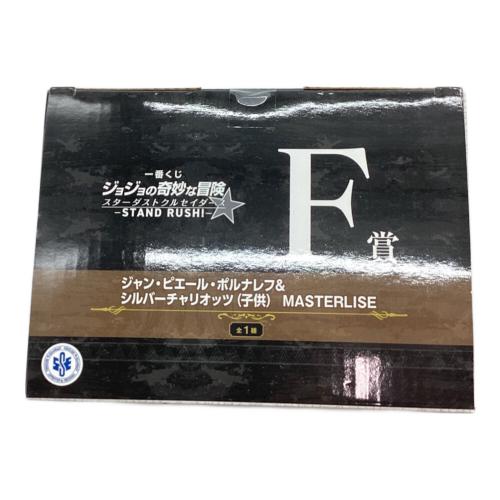 一番くじ
ジョジョの奇妙な冒険
スターダストクルセイダース
-STAND RUSH!-
F賞
ジャン・ピエール・ポルナレフ&
シルバーチャリオッツ(子供) MASTERLISE
全1種